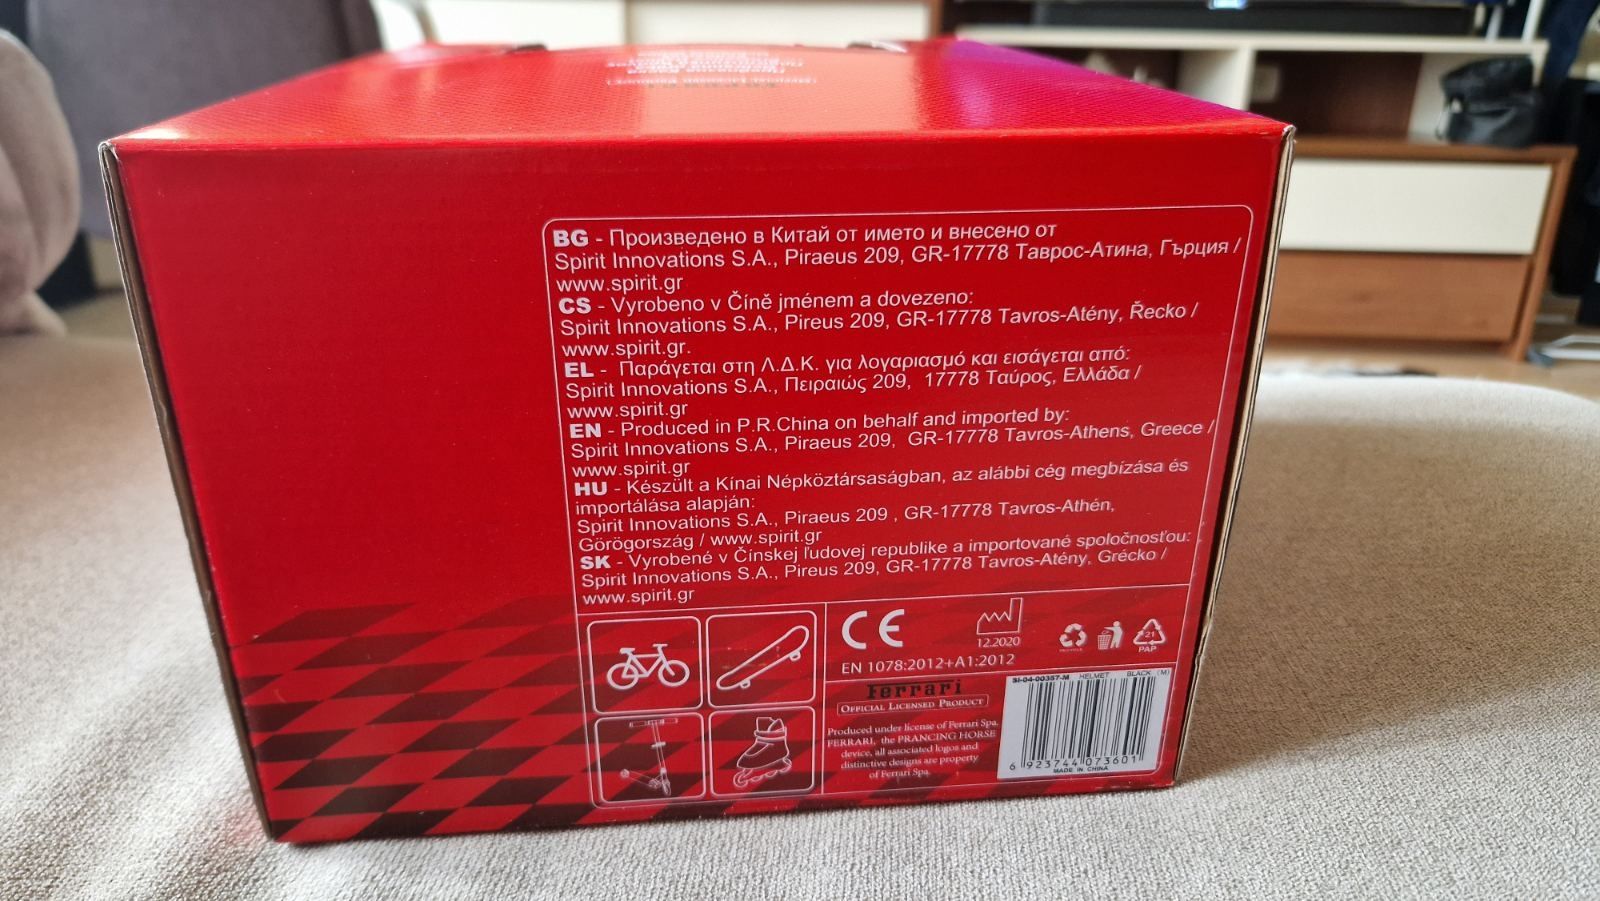 BG - Произведено в Китай от името и внесено от
Spirit Innovations S.A., Piraeus 209, GR-17778 Таврос-Атина, Гърция /
www.spirit.gr
CS - Vyrobeno v Číně jménem a dovezeno:
Spirit Innovations S.A., Pireus 209, GR-17778 Tavros-Atény, Řecko /
www.spirit.gr.
EL - Παράγεται στη Λ.Δ.Κ. για λογαριασμό και εισάγεται από:
Spirit Innovations S.A., Πειραιώς 209, 17778 Ταύρος, Ελλάδα /
www.spirit.gr
EN - Produced in P.R.China on behalf and imported by:
Spirit Innovations S.A., Piraeus 209, GR-17778 Tavros-Athens, Greece /
www.spirit.gr
HU - Készült a Kínai Népköztársaságban, az alábbi cég megbízása és
importálása alapján:
Spirit Innovations S.A., Piraeus 209 , GR-17778 Tavros-Athén,
Görögország / www.spirit.gr
SK - Vyrobené v Čínskej ľudovej republike a importované spoločnosťou:
Spirit Innovations S.A., Pireus 209, GR-17778 Tavros-Atény, Grécko /
www.spirit.gr
CE
12.2020
EN 1078:2012+A1:2012
21
PAP
Ferrari
OFFICIAL LICENSED PRODUCT
Produced under license of Ferrari Spa.
FERRARI, the PRANCING HORSE
device, all associated logos and
distinctive designs are property
of Ferrari Spa.
SI-04-00357-M HELMET BLACK (M)
6 923744 073601
MADE IN CHINA